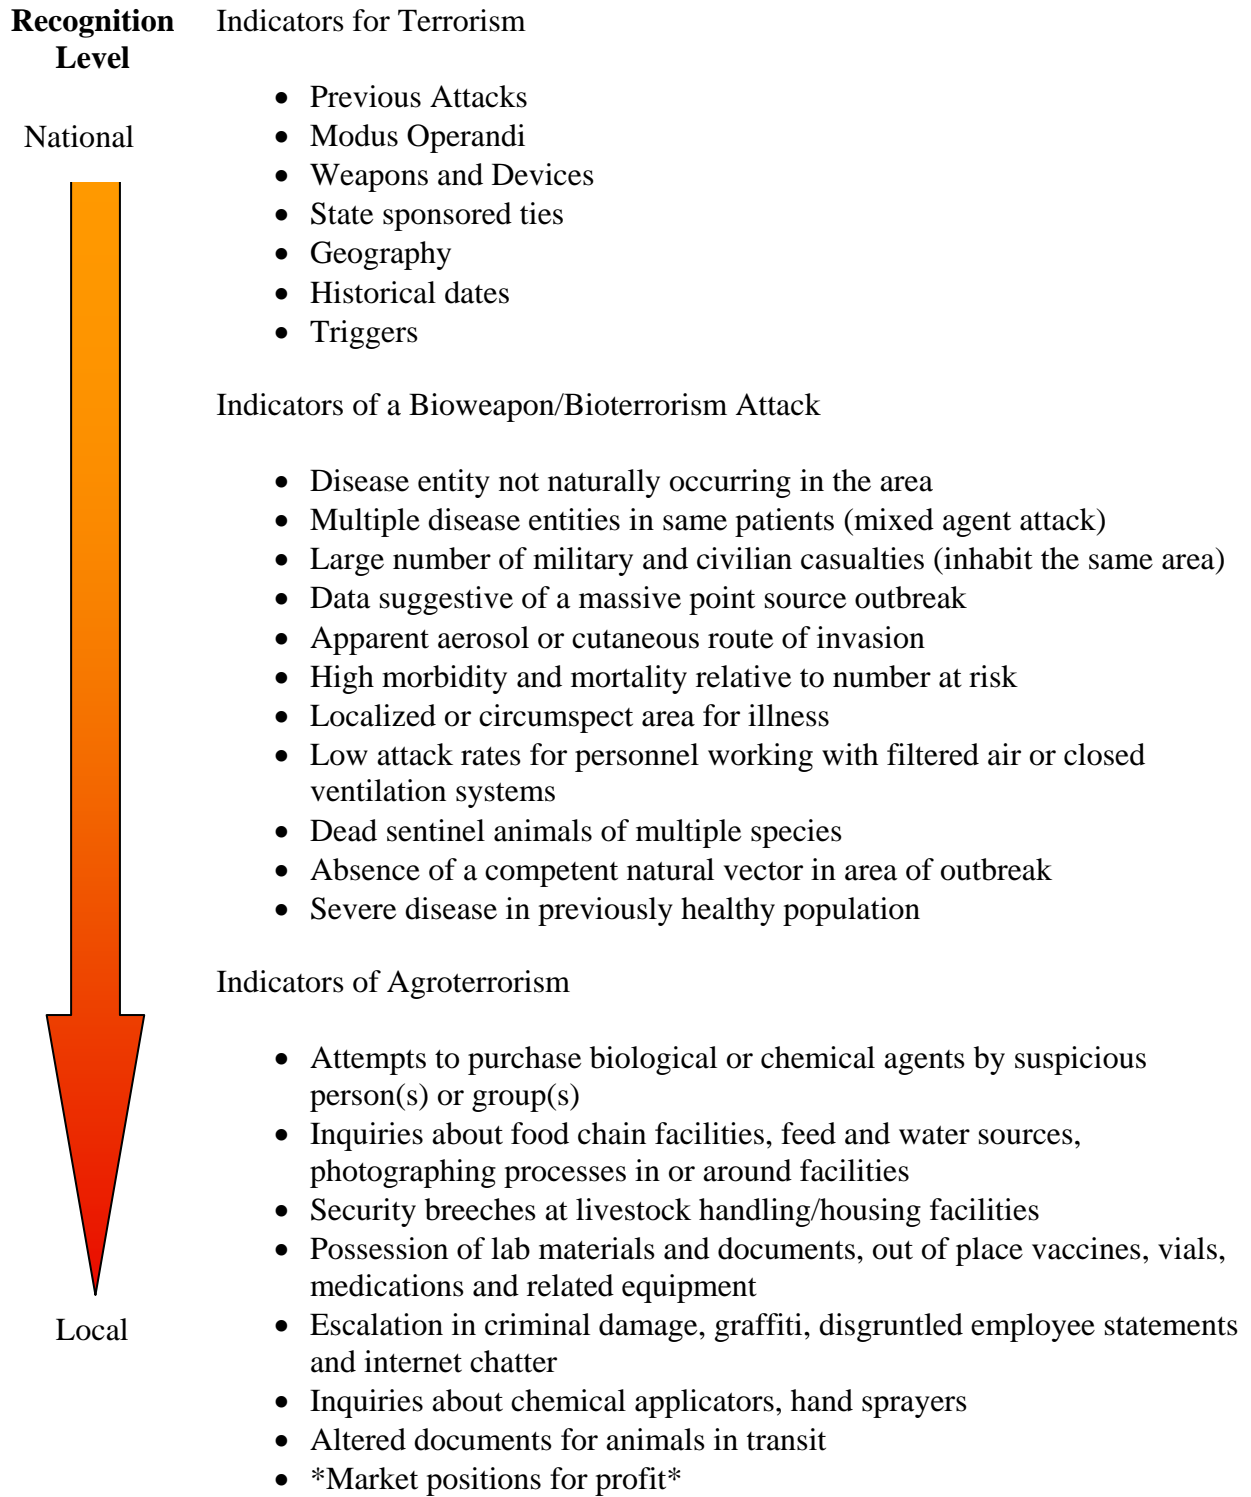 Recognition
Level
Indicators for Terrorism
• Previous Attacks
National
• Modus Operandi
• Weapons and Devices
• State sponsored ties
• Geography
• Historical dates
• Triggers
Indicators of a Bioweapon/Bioterrorism Attack
• Disease entity not naturally occurring in the area
• Multiple disease entities in same patients (mixed agent attack)
• Large number of military and civilian casualties (inhabit the same area)
• Data suggestive of a massive point source outbreak
• Apparent aerosol or cutaneous route of invasion
• High morbidity and mortality relative to number at risk
• Localized or circumspect area for illness
• Low attack rates for personnel working with filtered air or closed
ventilation systems
• Dead sentinel animals of multiple species
• Absence of a competent natural vector in area of outbreak
• Severe disease in previously healthy population
Indicators of Agroterrorism
• Attempts to purchase biological or chemical agents by suspicious
person(s) or group(s)
• Inquiries about food chain facilities, feed and water sources,
photographing processes in or around facilities
• Security breeches at livestock handling/housing facilities
• Possession of lab materials and documents, out of place vaccines, vials,
medications and related equipment
Local
• Escalation in criminal damage, graffiti, disgruntled employee statements
and internet chatter
• Inquiries about chemical applicators, hand sprayers
• Altered documents for animals in transit
• *Market positions for profit*